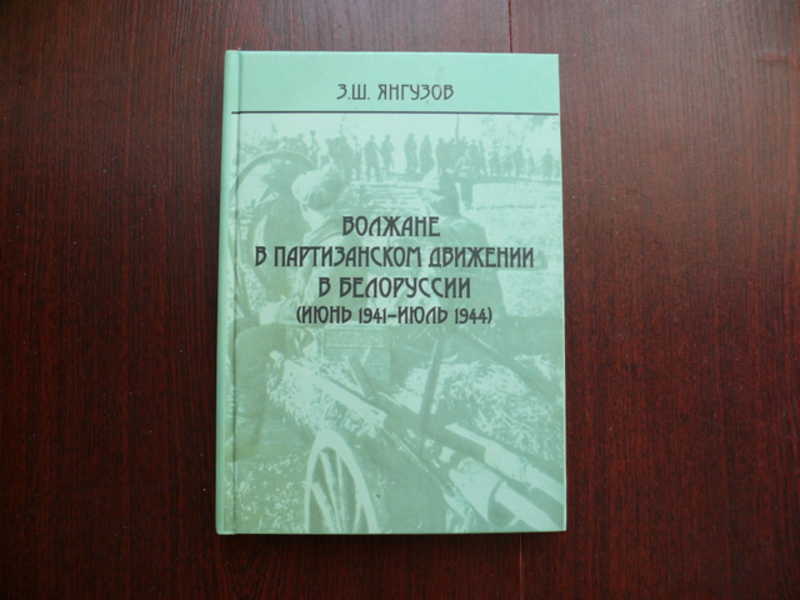 З.Ш. ЯНГУЗОВ
ВОЛЖАНЕ
В ПАРТИЗАНСКОМ ДВИЖЕНИИ
В БЕЛОРУССИИ
(ИЮНЬ 1941–ИЮЛЬ 1944)